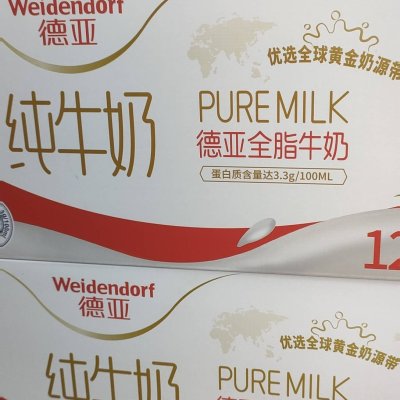 Weidendorf
德亚
优选全球黄金奶源带
纯牛奶
PURE MILK
德亚全脂牛奶
蛋白质含量达3.3g/100ML
12
Weidendorf
德亚
优选全球黄金奶源带
纯牛奶
PURE MILK